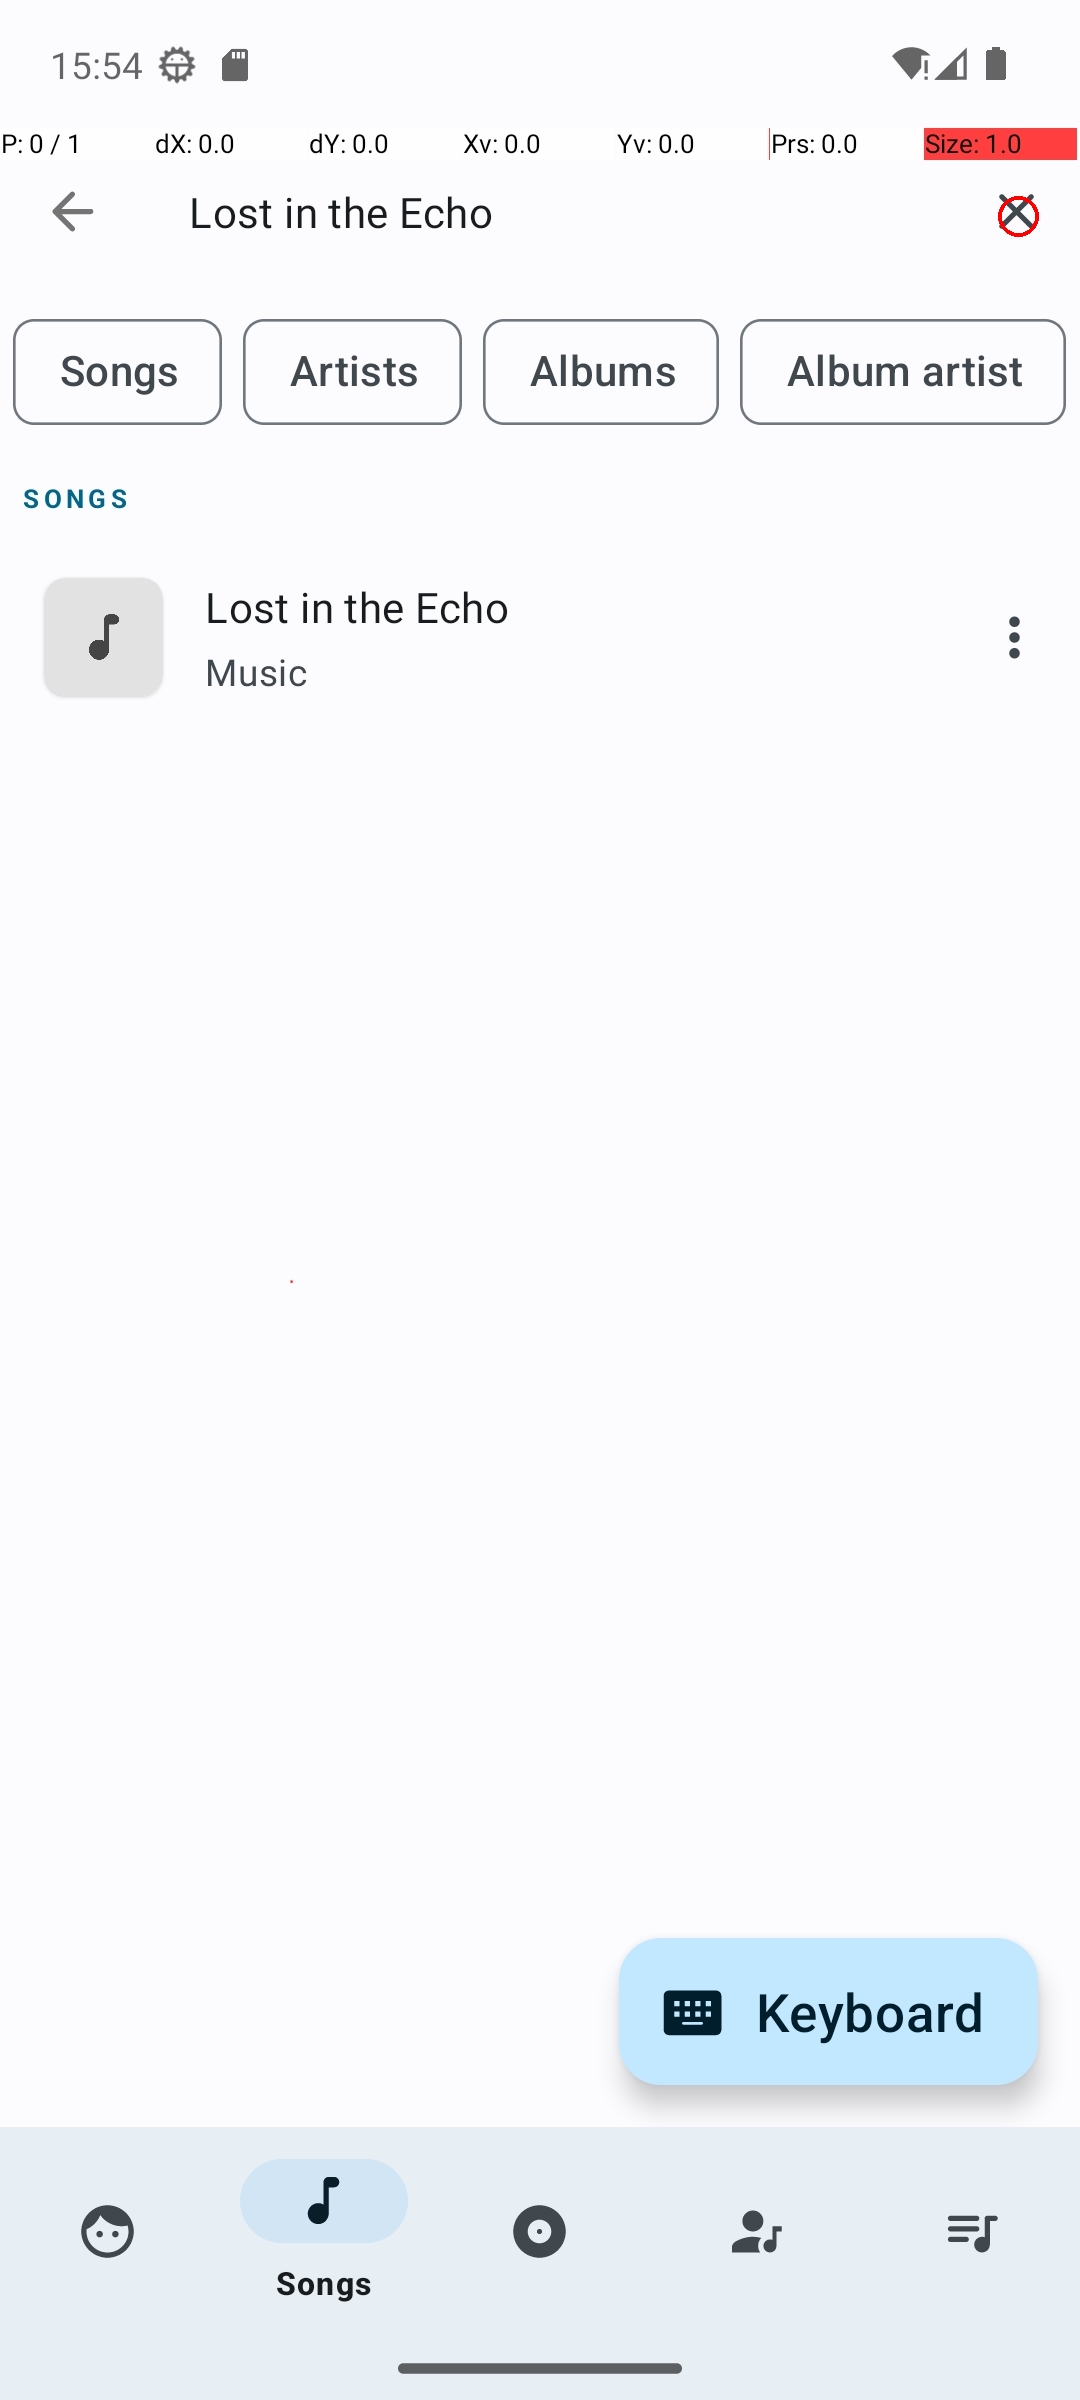 15:54
P: 0 / 1 dX: 0.0 dY: 0.0 Xv: 0.0 Yv: 0.0 Prs: 0.0 Size: 1.0
Lost in the Echo
Songs Artists Albums Album artist
SONGS
Lost in the Echo
Music
Keyboard
Songs